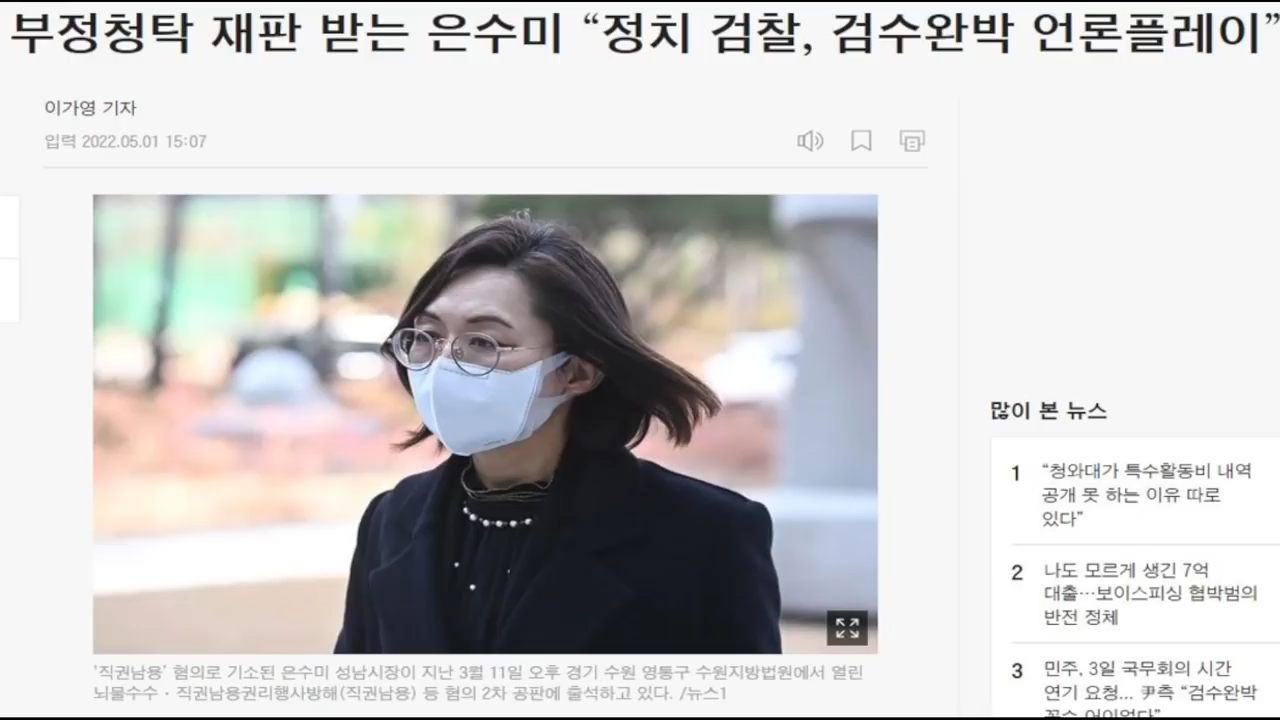 부정청탁 재판 받는 은수미 “정치 검찰, 검수완박 언론플레이”
이가영 기자
입력 2022.05.01 15:07
‘직권남용’ 혐의로 기소된 은수미 성남시장이 지난 3월 11일 오후 경기 수원 영통구 수원지방법원에서 열린
뇌물수수·직권남용권리행사방해(직권남용) 등 혐의 2차 공판에 출석하고 있다. /뉴스1
많이 본 뉴스
1 “청와대가 특수활동비 내역
공개 못 하는 이유 따로
있다”
2 나도 모르게 생긴 7억
대출…보이스피싱 협박범의
반전 정체
3 민주, 3일 국무회의 시간
연기 요청... 尹측 “검수완박
꼼수 어이없다”